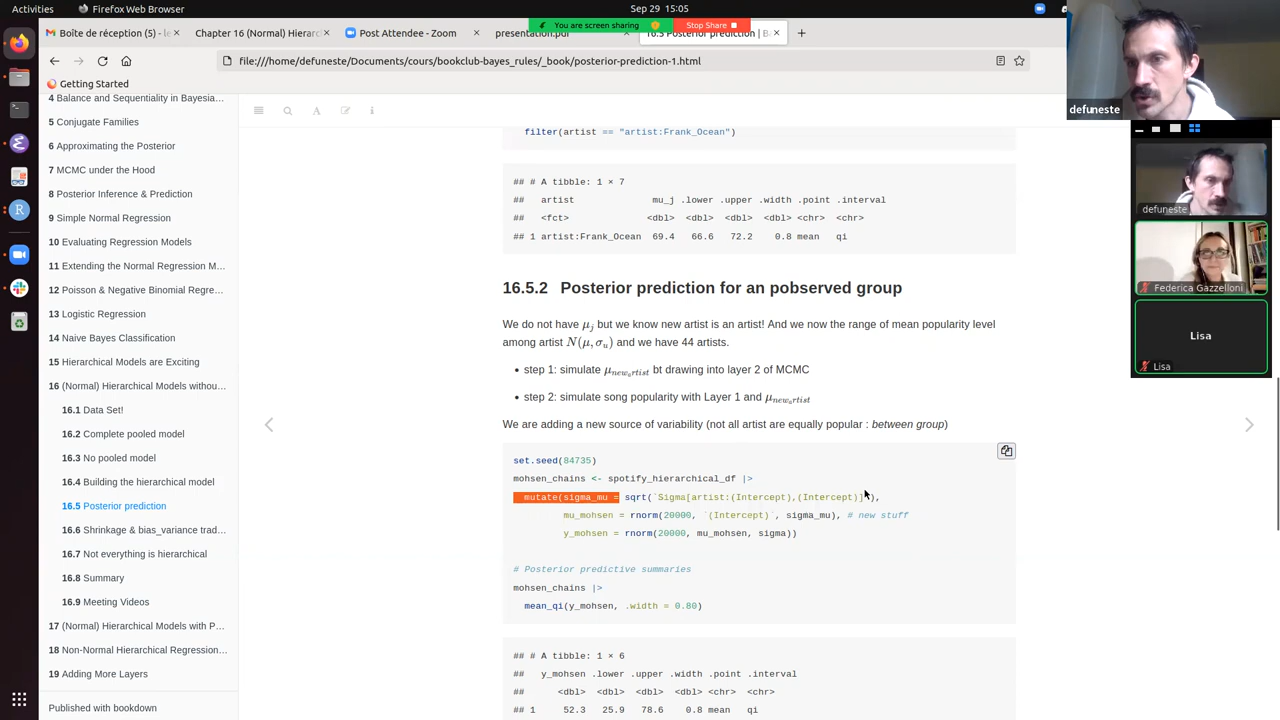 Activities
Firefox Web Browser
Sep 29 15:05
You are screen sharing
Stop Share
Boîte de réception (5) - le
Chapter 16 (Normal) Hierarc
Post Attendee - Zoom
presentation.pdf
16.5 Posterior prediction | B
file:///home/defuneste/Documents/cours/bookclub-bayes_rules/_book/posterior-prediction-1.html
Getting Started
4 Balance and Sequentiality in Bayesia…
5 Conjugate Families
6 Approximating the Posterior
7 MCMC under the Hood
8 Posterior Inference & Prediction
9 Simple Normal Regression
10 Evaluating Regression Models
11 Extending the Normal Regression M…
12 Poisson & Negative Binomial Regre…
13 Logistic Regression
14 Naive Bayes Classification
15 Hierarchical Models are Exciting
16 (Normal) Hierarchical Models withou…
16.1 Data Set!
16.2 Complete pooled model
16.3 No pooled model
16.4 Building the hierarchical model
16.5 Posterior prediction
16.6 Shrinkage & bias_variance trad…
16.7 Not everything is hierarchical
16.8 Summary
16.9 Meeting Videos
17 (Normal) Hierarchical Models with P…
18 Non-Normal Hierarchical Regression…
19 Adding More Layers
Published with bookdown
filter(artist == "artist:Frank_Ocean")
## # A tibble: 1 × 7
##   artist             mu_j .lower .upper .width .point .interval
##   <fct>             <dbl>  <dbl>  <dbl>  <dbl> <chr>  <chr>
## 1 artist:Frank_Ocean  69.4   66.6   72.2    0.8 mean   qi
16.5.2 Posterior prediction for an pobserved group
We do not have μj but we know new artist is an artist! And we now the range of mean popularity level
among artist N(μ, σu) and we have 44 artists.
• step 1: simulate μnewartist bt drawing into layer 2 of MCMC
• step 2: simulate song popularity with Layer 1 and μnewartist
We are adding a new source of variability (not all artist are equally popular : between group)
set.seed(84735)
mohsen_chains <- spotify_hierarchical_df |>
mutate(sigma_mu = sqrt(`Sigma[artist:(Intercept),(Intercept)]`),
mu_mohsen = rnorm(20000, `(Intercept)`, sigma_mu), # new stuff
y_mohsen = rnorm(20000, mu_mohsen, sigma))
# Posterior predictive summaries
mohsen_chains |>
mean_qi(y_mohsen, .width = 0.80)
## # A tibble: 1 × 6
##   y_mohsen .lower .upper .width .point .interval
##      <dbl>  <dbl>  <dbl>  <dbl> <chr>  <chr>
## 1     52.3   25.9   78.6    0.8 mean   qi
defuneste
defuneste
Federica Gazzelloni
Lisa
Lisa